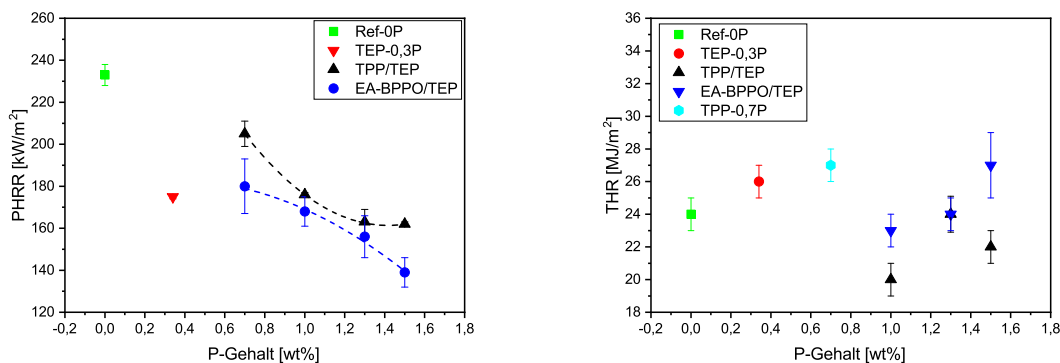 260
240
220
200
180
160
140
120
PHRR [kW/m²]
-0,2 0,0 0,2 0,4 0,6 0,8 1,0 1,2 1,4 1,6 1,8
P-Gehalt [wt%]
Ref-0P
TEP-0,3P
TPP/TEP
EA-BPPO/TEP
36
34
32
30
28
26
24
22
20
18
THR [MJ/m²]
-0,2 0,0 0,2 0,4 0,6 0,8 1,0 1,2 1,4 1,6 1,8
P-Gehalt [wt%]
Ref-0P
TEP-0,3P
TPP/TEP
EA-BPPO/TEP
TPP-0,7P